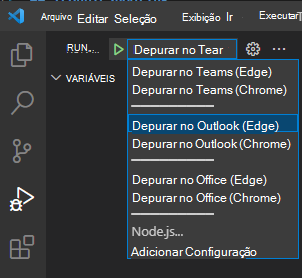 Arquivo Editar Seleção Exibição Ir Executar
RUN... Depurar no Tear ...
VARIÁVEIS
Depurar no Teams (Edge)
Depurar no Teams (Chrome)
Depurar no Outlook (Edge)
Depurar no Outlook (Chrome)
Depurar no Office (Edge)
Depurar no Office (Chrome)
Node.js...
Adicionar Configuração